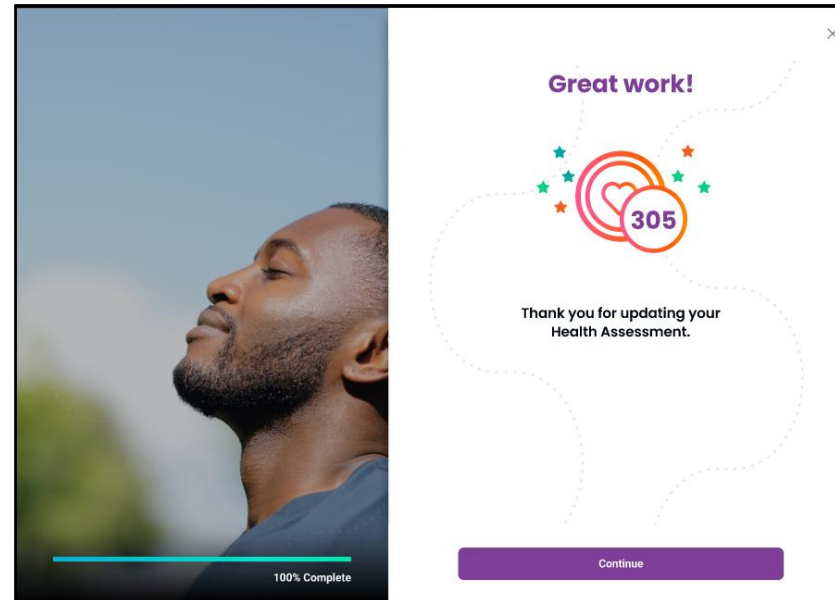 Great work!
305
Thank you for updating your
Health Assessment.
100% Complete
Continue